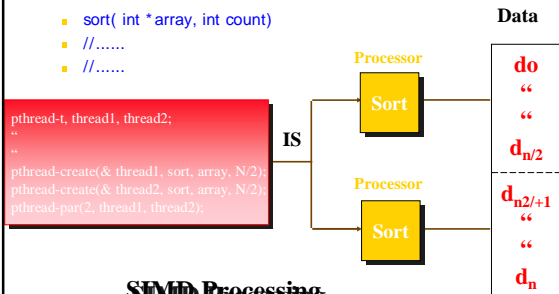 sort( int *array, int count)
//......
//......
pthread-t, thread1, thread2;
“
“
pthread-create(& thread1, sort, array, N/2);
pthread-create(& thread2, sort, array, N/2);
pthread-par(2, thread1, thread2);
IS
Processor
Sort
Processor
Sort
Data
do
“
“
dn/2
dn2/+1
“
“
dn
Processing